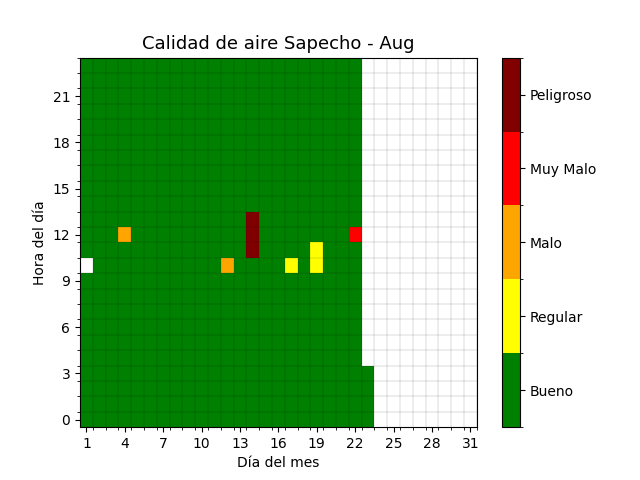 Calidad de aire Sapecho - Aug
Hora del día
21
18
15
12
9
6
3
0
1 4 7 10 13 16 19 22 25 28 31
Día del mes
Peligroso
Muy Malo
Malo
Regular
Bueno